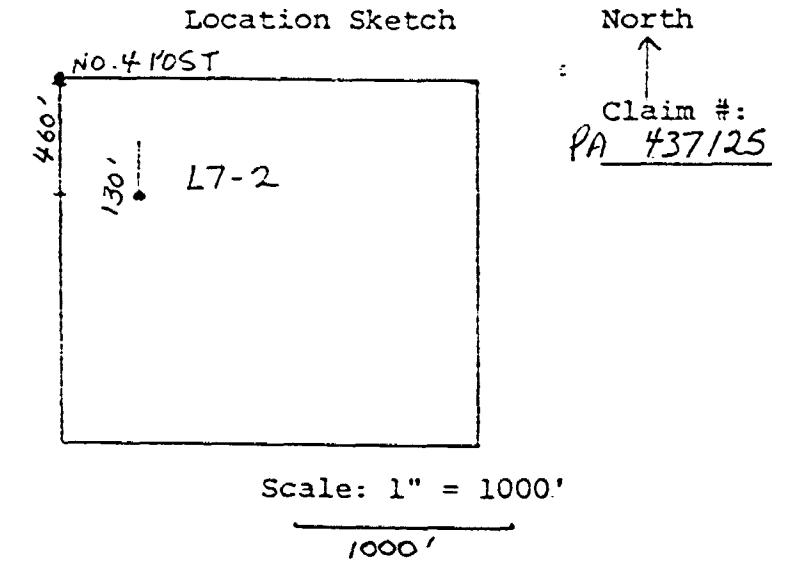 Location Sketch
North
NO.4 POST
Claim #:
PA 437125
460'
130'
L7-2
Scale: 1" = 1000'
1000'